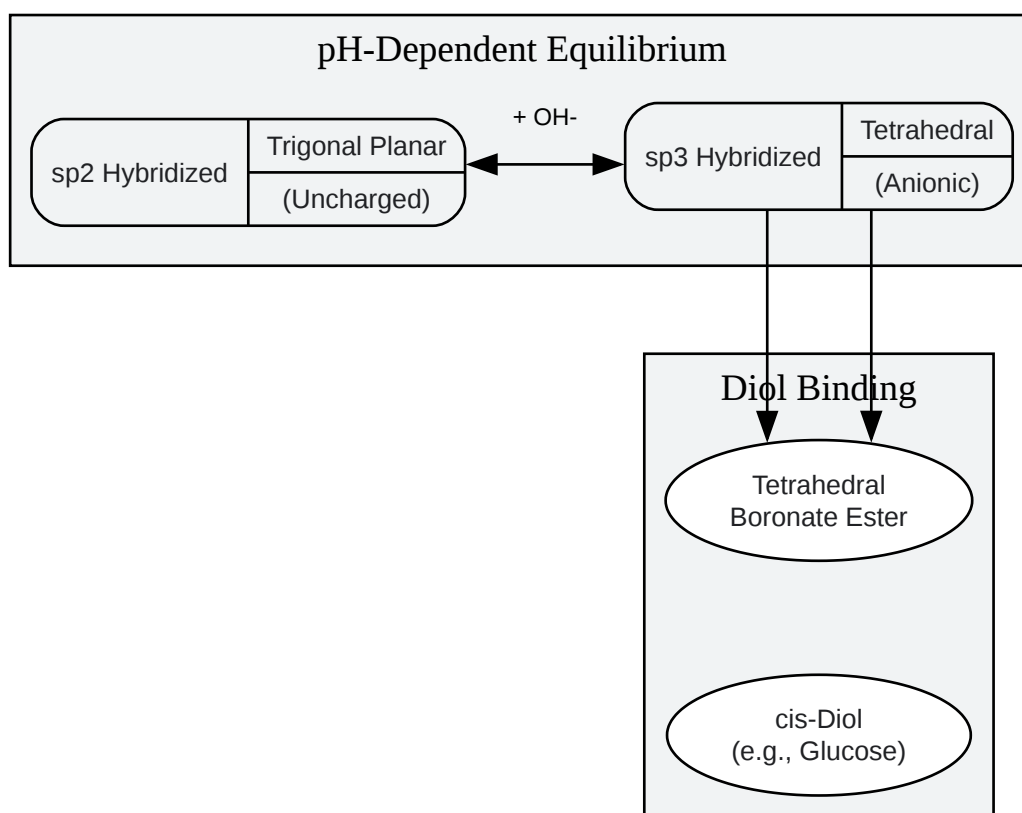 pH-Dependent Equilibrium
sp2 Hybridized
Trigonal Planar
(Uncharged)
+ OH-
sp3 Hybridized
Tetrahedral
(Anionic)
Diol Binding
Tetrahedral
Boronate Ester
cis-Diol
(e.g., Glucose)